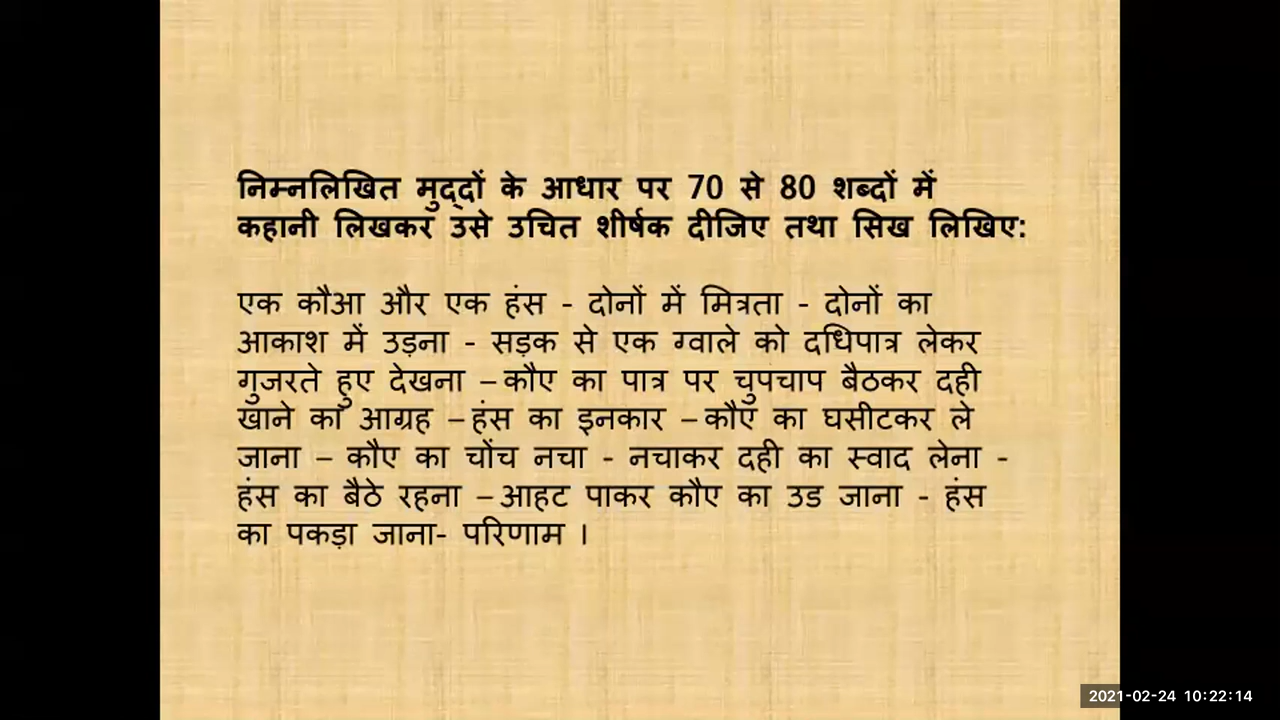 निम्नलिखित मुद्दों के आधार पर 70 से 80 शब्दों में
कहानी लिखकर उसे उचित शीर्षक दीजिए तथा सिख लिखिए:
एक कौआ और एक हंस - दोनों में मित्रता - दोनों का
आकाश में उड़ना - सड़क से एक ग्वाले को दधिपात्र लेकर
गुजरते हुए देखना – कौए का पात्र पर चुपचाप बैठकर दही
खाने का आग्रह – हंस का इनकार – कौए का घसीटकर ले
जाना – कौए का चोंच नचा - नचाकर दही का स्वाद लेना -
हंस का बैठे रहना – आहट पाकर कौए का उड जाना - हंस
का पकड़ा जाना- परिणाम ।
2021-02-24 10:22:14